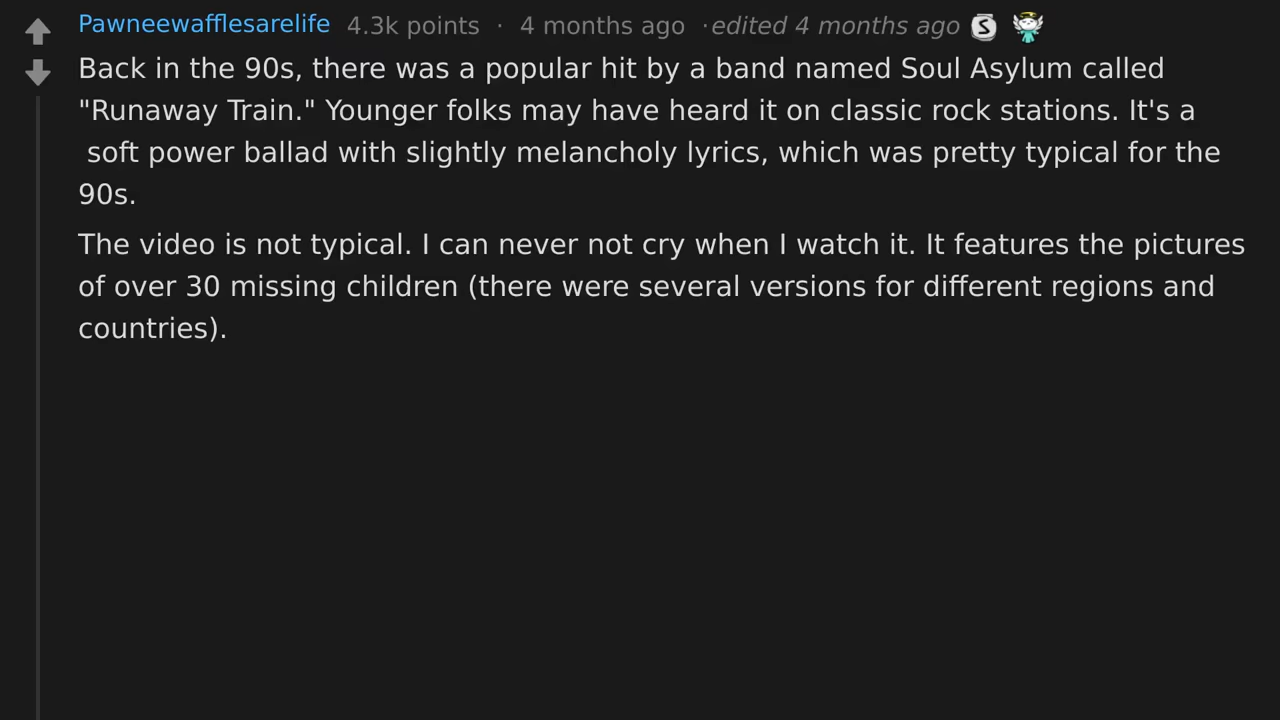 Pawneewafflesarelife 4.3k points · 4 months ago ·edited 4 months ago S
Back in the 90s, there was a popular hit by a band named Soul Asylum called
"Runaway Train." Younger folks may have heard it on classic rock stations. It's a
soft power ballad with slightly melancholy lyrics, which was pretty typical for the
90s.
The video is not typical. I can never not cry when I watch it. It features the pictures
of over 30 missing children (there were several versions for different regions and
countries).